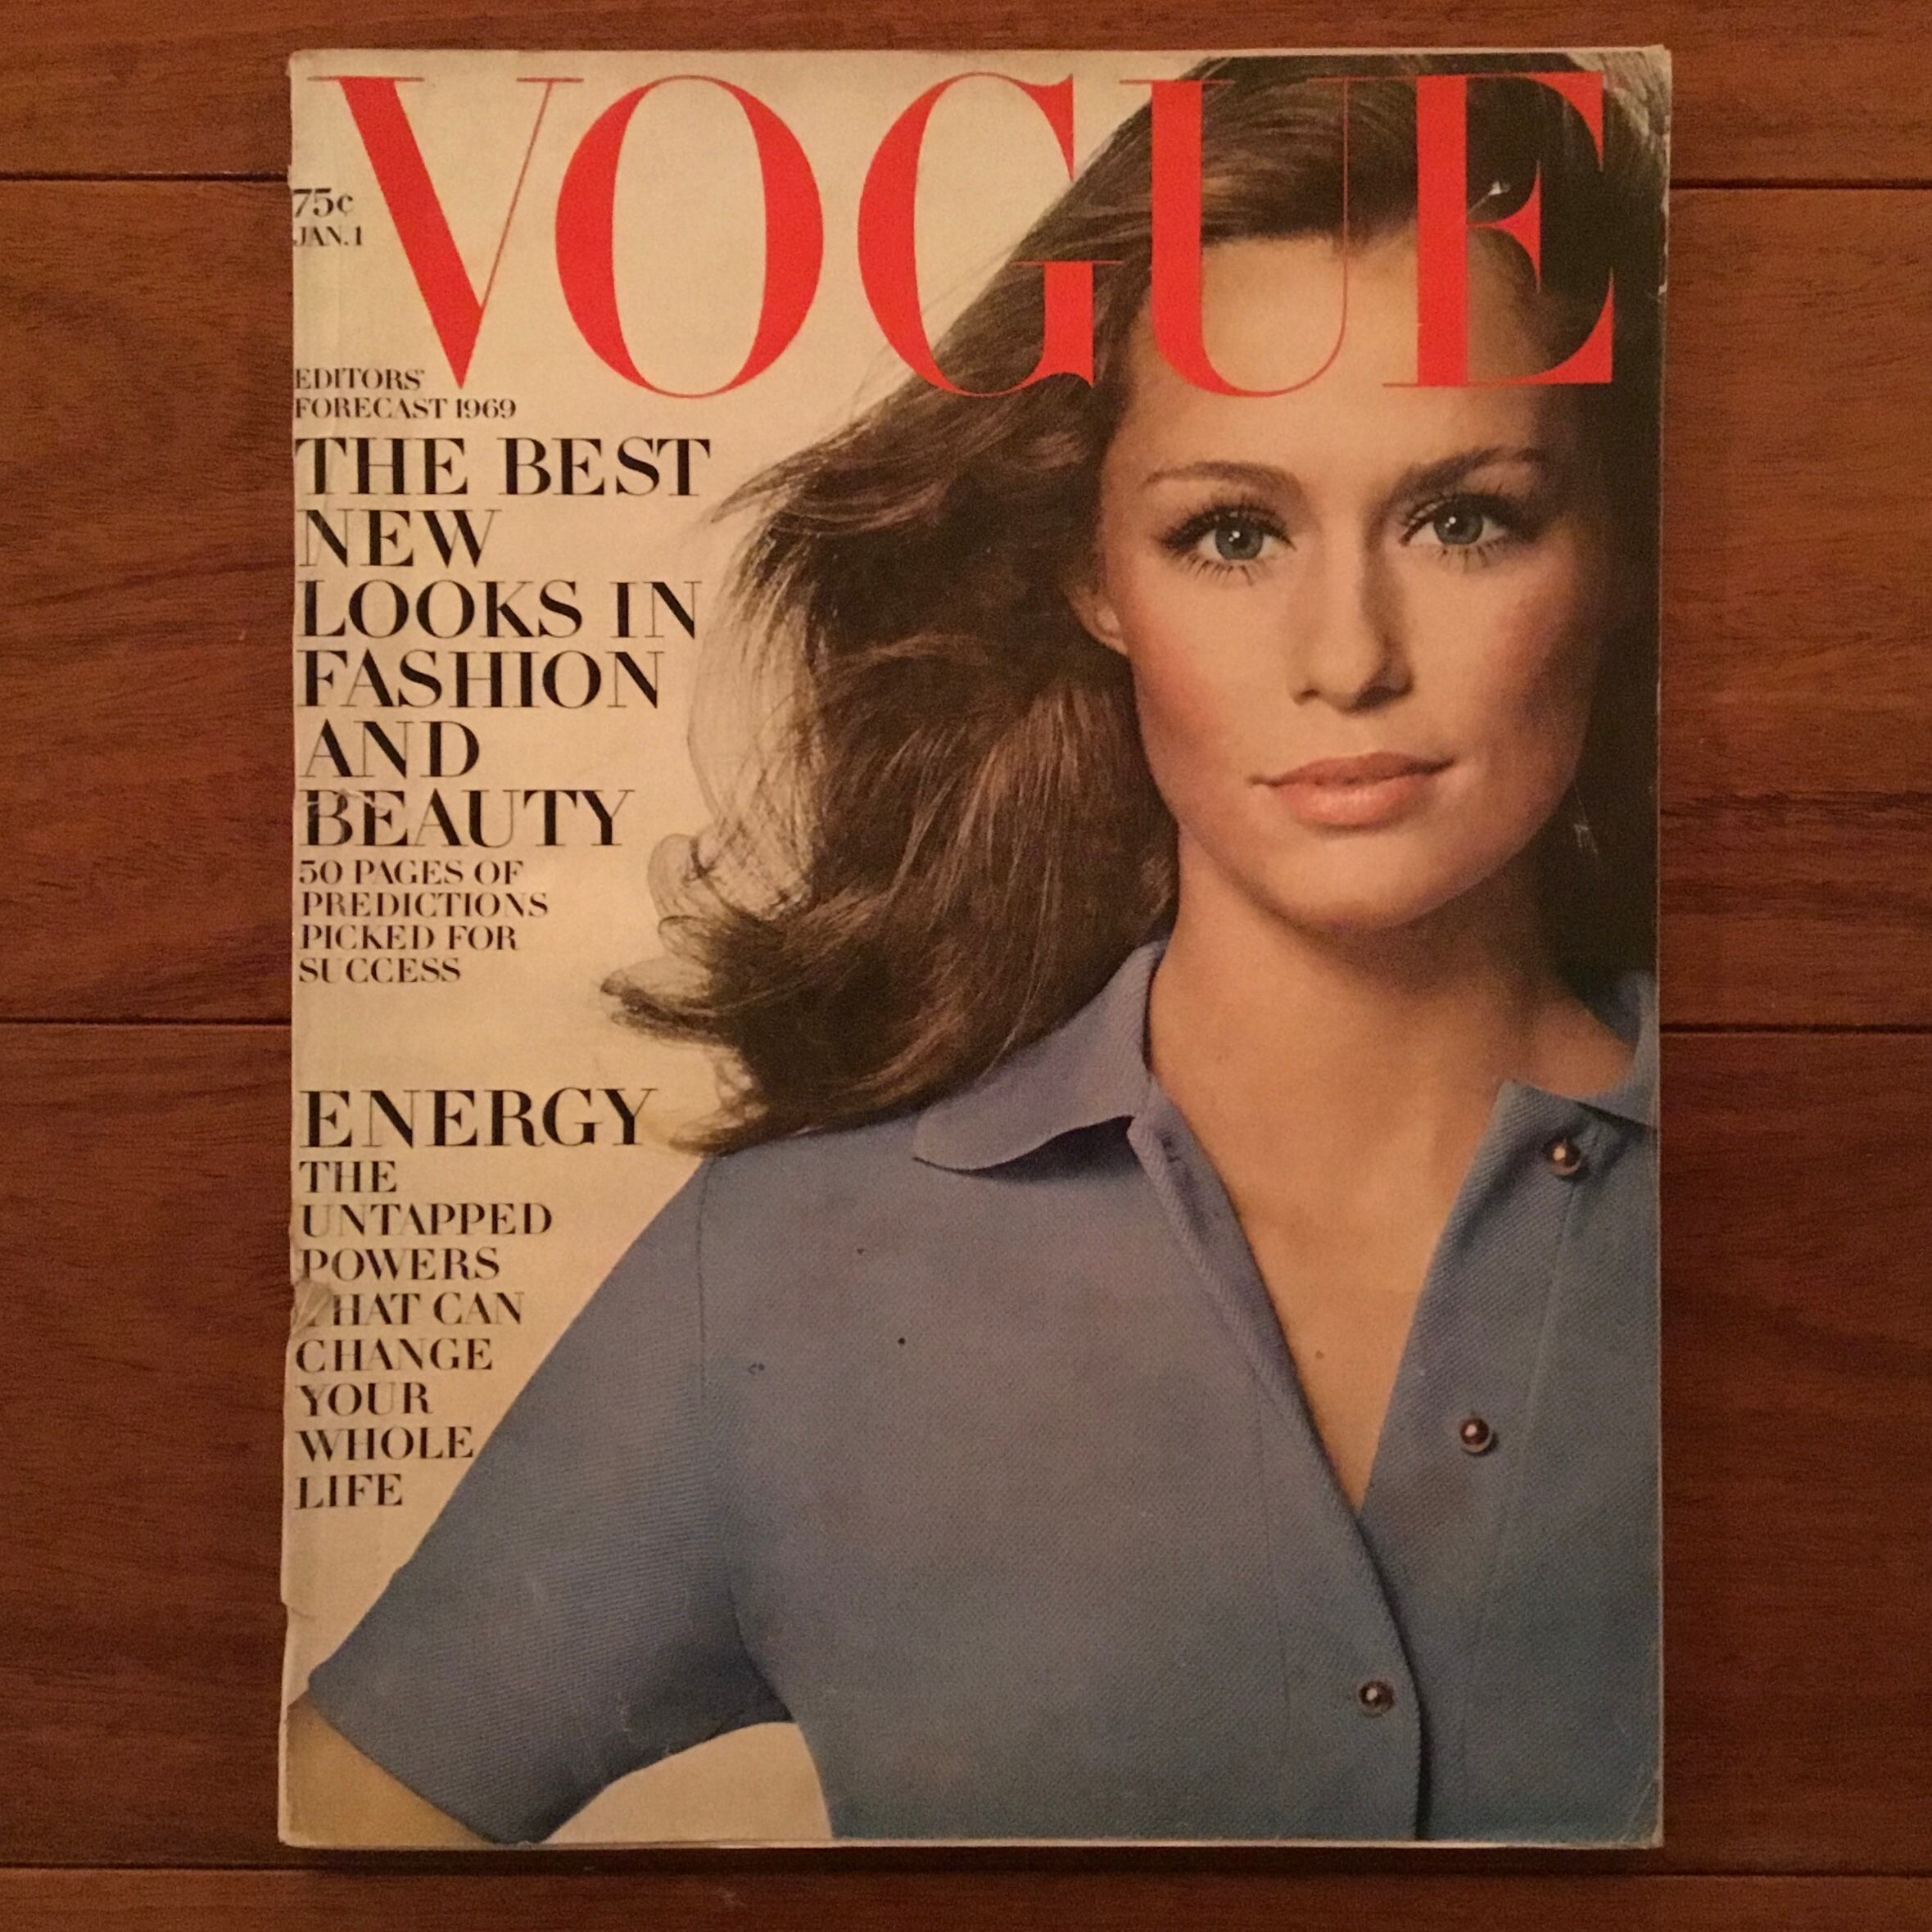 VOGUE
75¢
JAN.1
EDITORS'
FORECAST 1969
THE BEST
NEW
LOOKS IN
FASHION
AND
BEAUTY
50 PAGES OF
PREDICTIONS
PICKED FOR
SUCCESS
ENERGY
THE
UNTAPPED
POWERS
THAT CAN
CHANGE
YOUR
WHOLE
LIFE